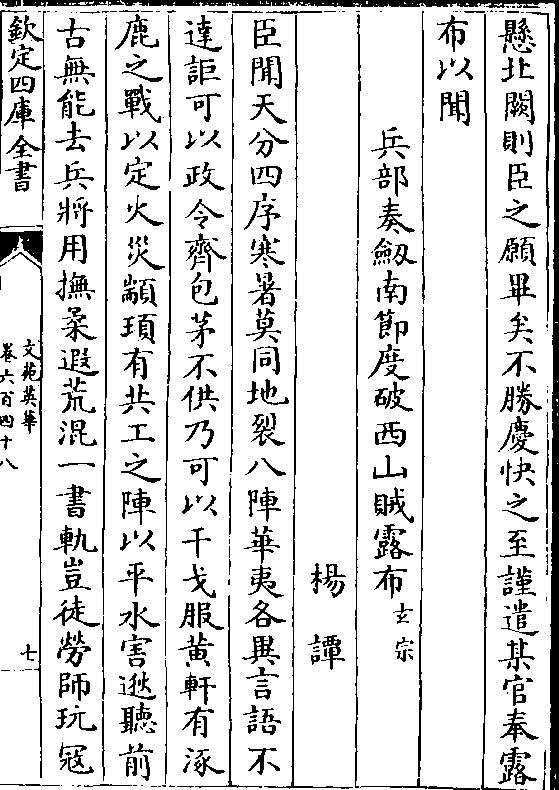 懸北闕則臣之願畢矣不勝慶快之至謹遣某官奉露
布以聞
兵部奏劔南節度破西山賊露布玄宗
楊譚
臣聞天分四序寒暑莫同地裂八陣華夷各異言語不
達詎可以政令齊包茅不供乃可以干戈服黄軒有涿
鹿之戰以定火災顓頊有共工之陣以平水害逖聽前
古無能去兵將用撫柔遐荒混一書軌豈徒勞師玩冦
欽定四庫全書
文苑英華
卷六百四十八
七